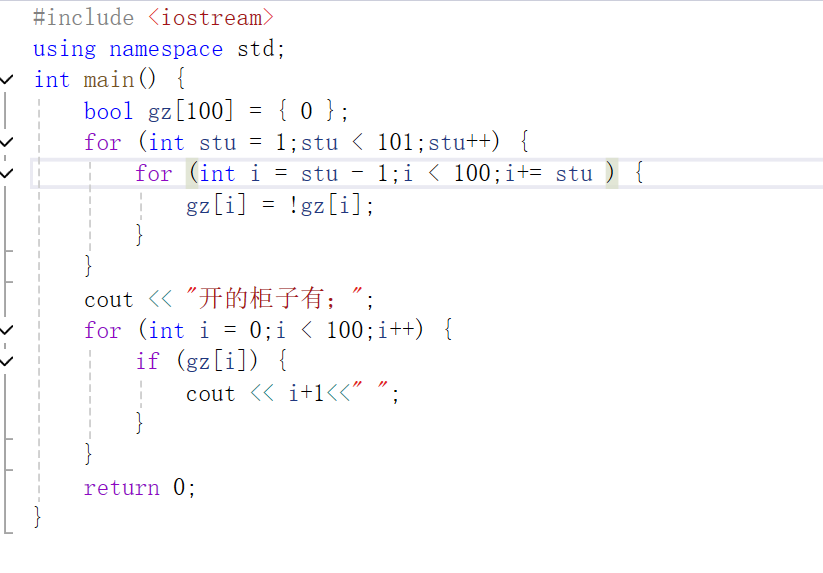 #include <iostream>
using namespace std;
int main() {
bool gz[100] = { 0 };
for (int stu = 1;stu < 101;stu++) {
for (int i = stu - 1;i < 100;i+= stu ) {
gz[i] = !gz[i];
}
}
cout << "开的柜子有；";
for (int i = 0;i < 100;i++) {
if (gz[i]) {
cout << i+1<<" ";
}
}
return 0;
}